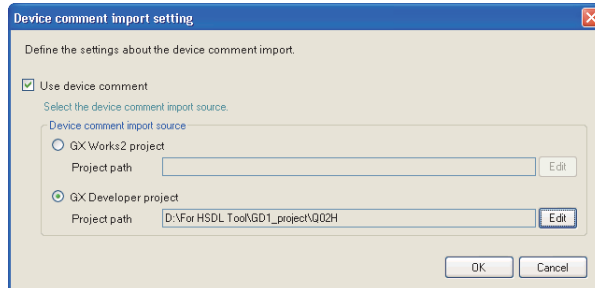 Device comment import setting
Define the settings about the device comment import.
Use device comment
Select the device comment import source.
Device comment import source
GX Works2 project
Project path Edit
GX Developer project
Project path D:\For HSDL Tool\GD1_project\Q02H Edit
OK Cancel